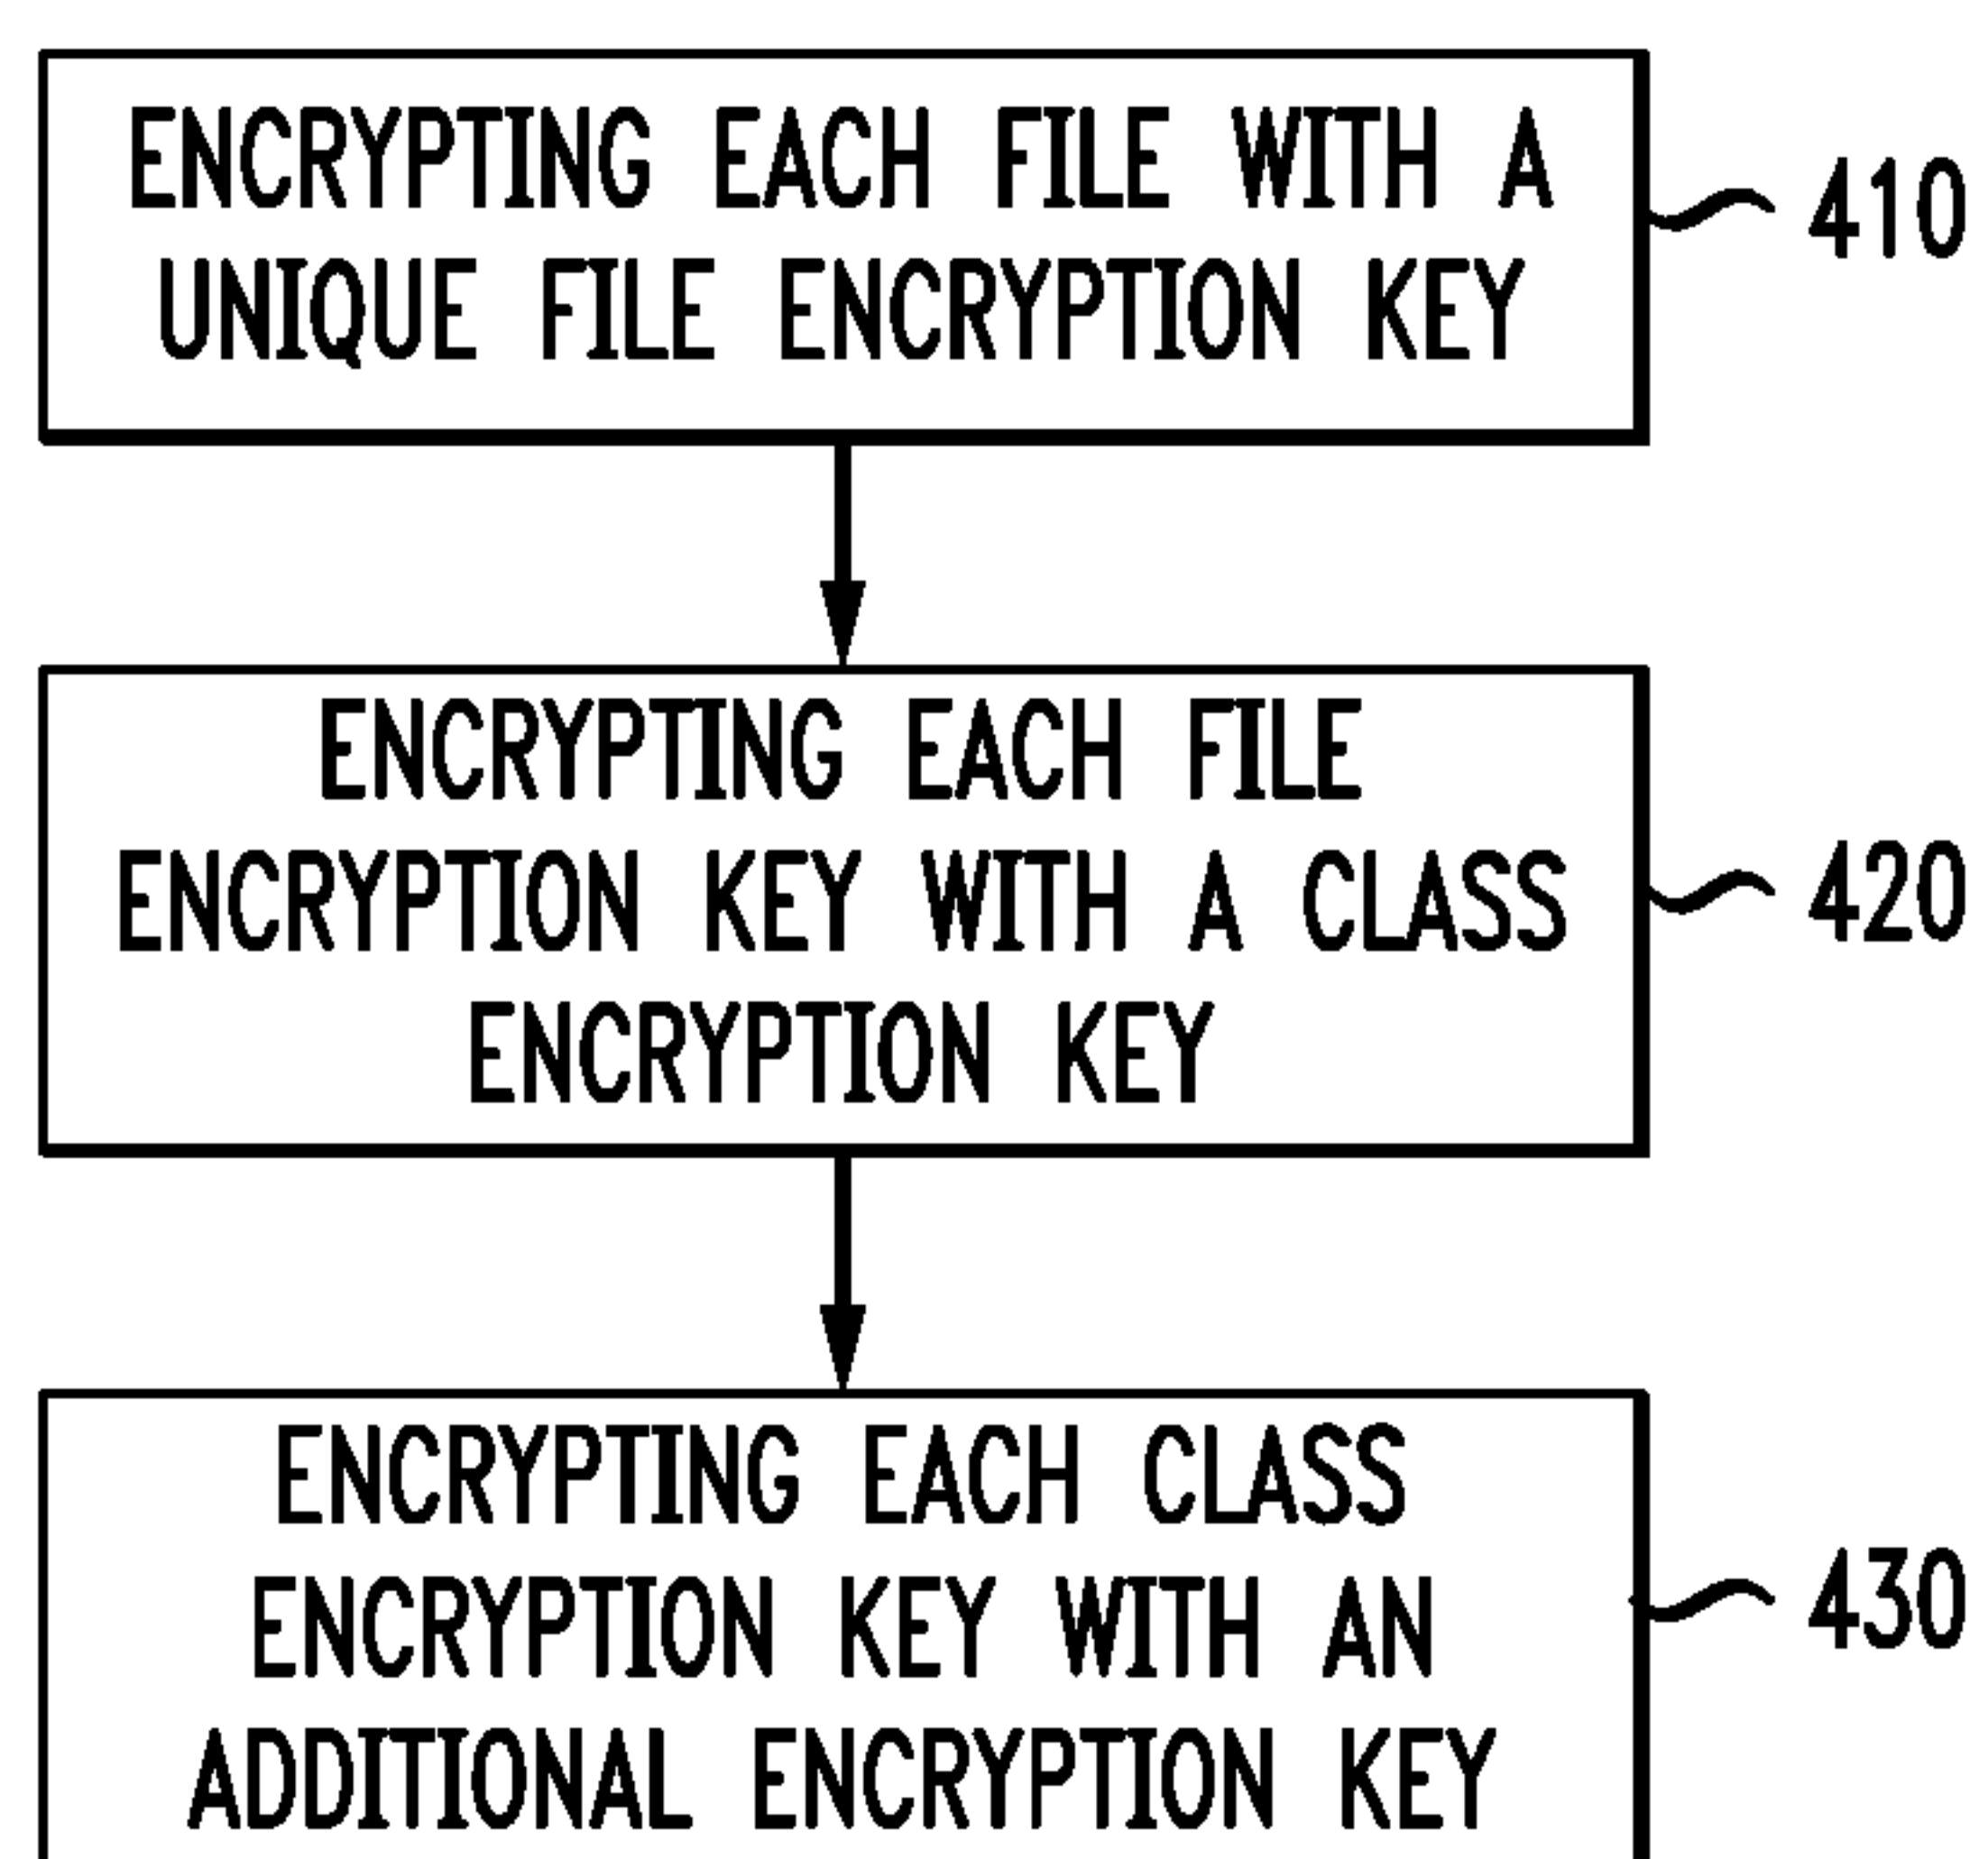 ENCRYPTING EACH FILE WITH A
UNIQUE FILE ENCRYPTION KEY
410
ENCRYPTING EACH FILE
ENCRYPTION KEY WITH A CLASS
ENCRYPTION KEY
420
ENCRYPTING EACH CLASS
ENCRYPTION KEY WITH AN
ADDITIONAL ENCRYPTION KEY
430